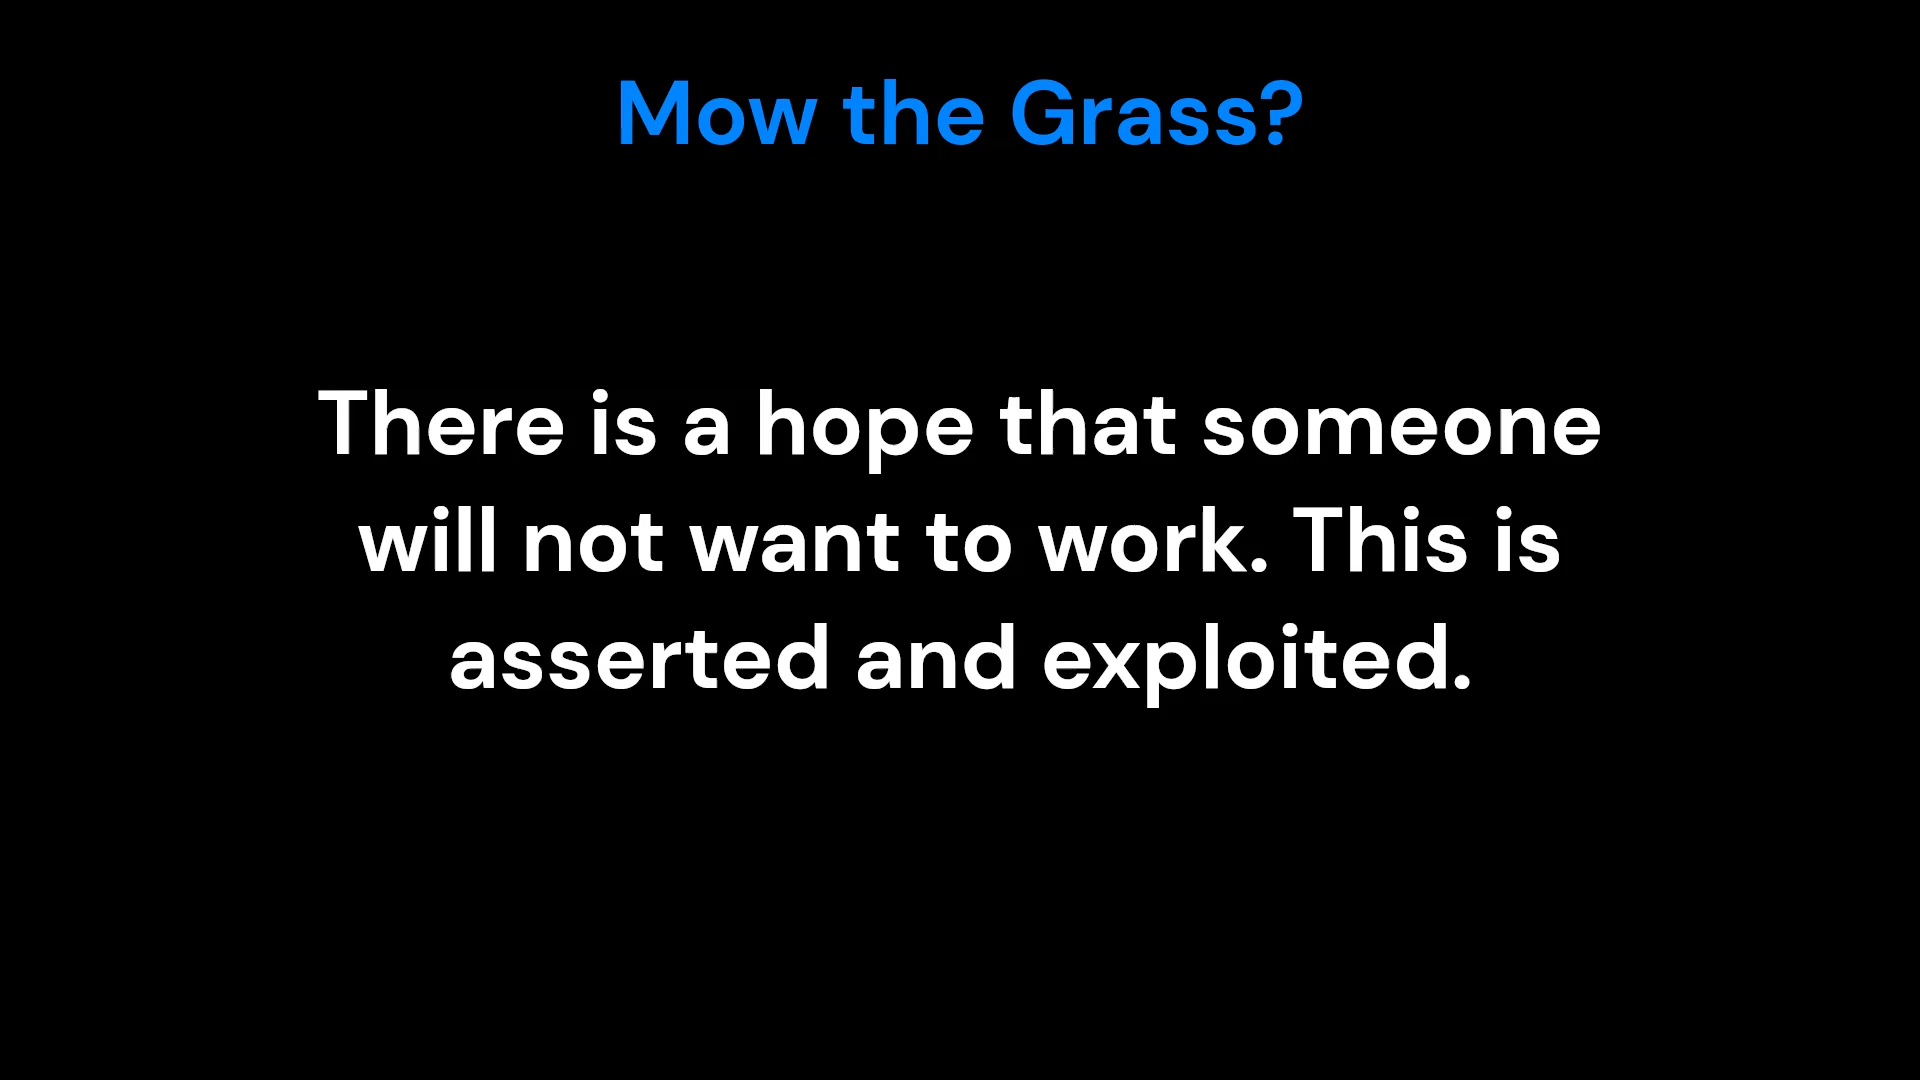 Mow the Grass?
There is a hope that someone
will not want to work. This is
asserted and exploited.